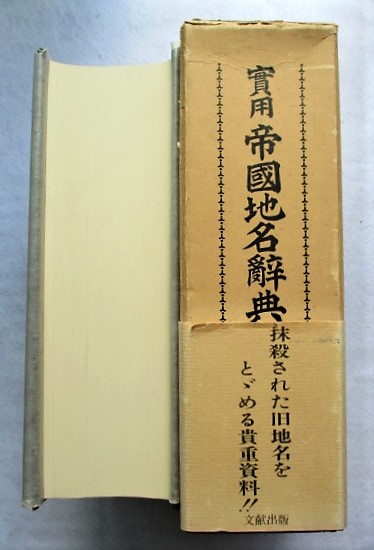 實用
帝國地名辭典
抹殺された旧地名を
とゞめる貴重資料!!
文献出版